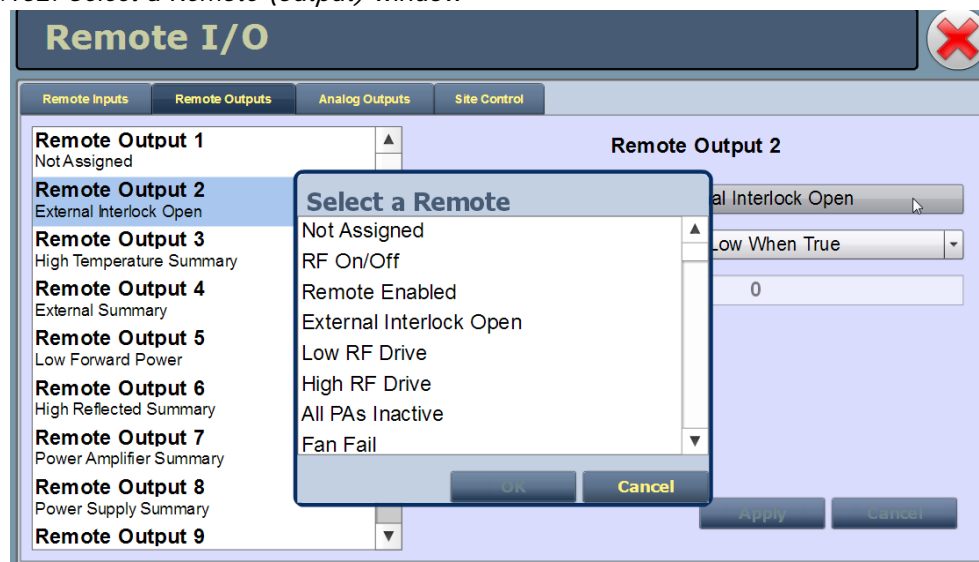 Select a Remote (output) window
Remote I/O
Remote Inputs
Remote Outputs
Analog Outputs
Site Control
Remote Output 1
Not Assigned
Remote Output 2
External Interlock Open
Remote Output 3
High Temperature Summary
Remote Output 4
External Summary
Remote Output 5
Low Forward Power
Remote Output 6
High Reflected Summary
Remote Output 7
Power Amplifier Summary
Remote Output 8
Power Supply Summary
Remote Output 9
Select a Remote
Not Assigned
RF On/Off
Remote Enabled
External Interlock Open
Low RF Drive
High RF Drive
All PAs Inactive
Fan Fail
OK
Cancel
Remote Output 2
al Interlock Open
Low When True
0
Apply
Cancel